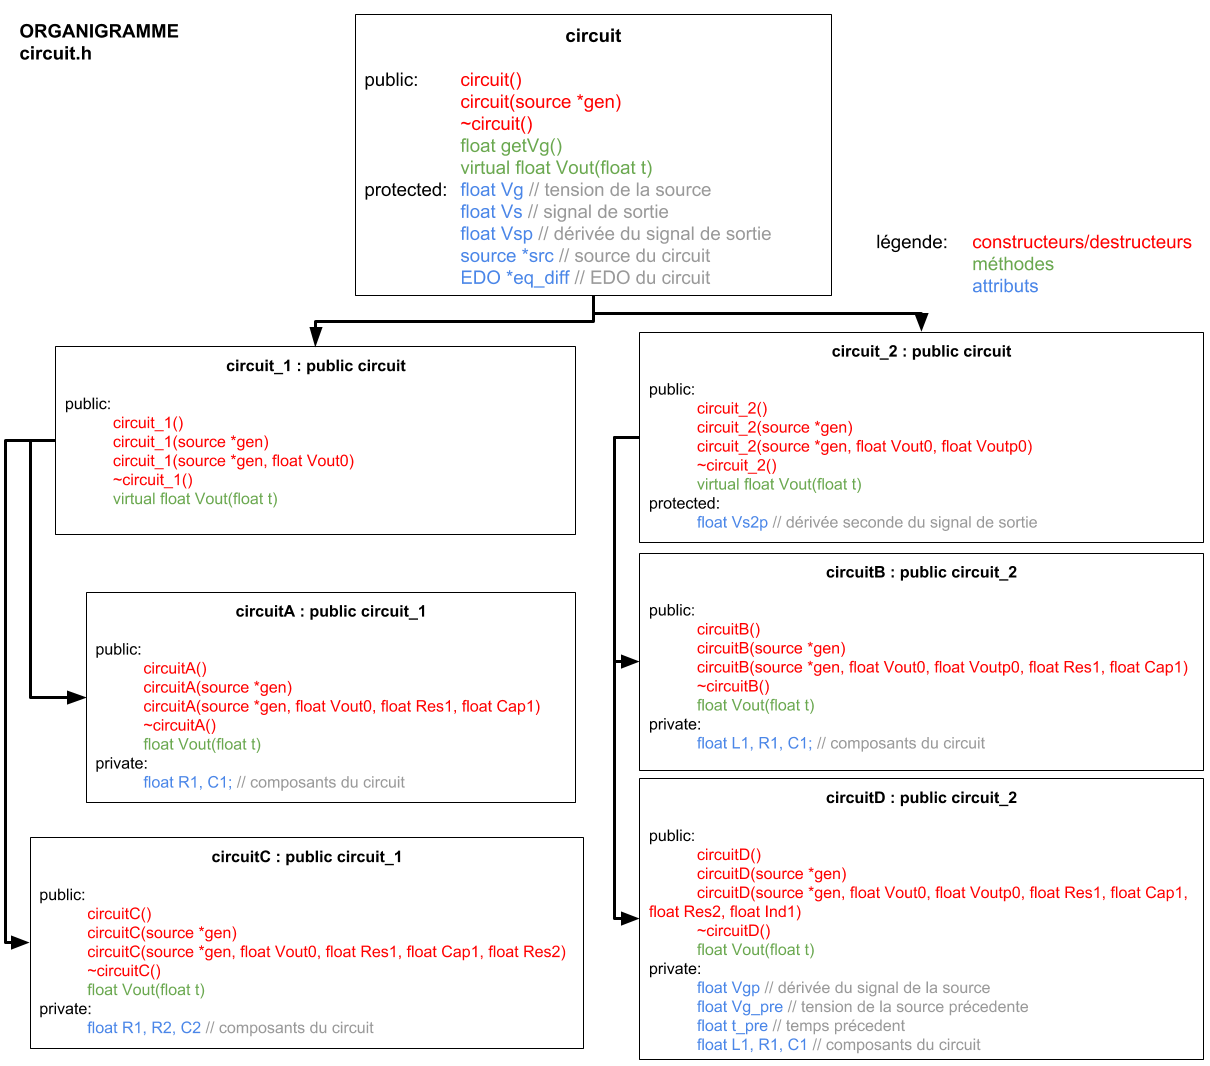 ORGANIGRAMME
circuit.h
circuit
public: circuit()
circuit(source *gen)
~circuit()
float getVg()
virtual float Vout(float t)
protected: float Vg // tension de la source
float Vs // signal de sortie
float Vsp // dérivée du signal de sortie
source *src // source du circuit
EDO *eq_diff // EDO du circuit
légende: constructeurs/destructeurs
méthodes
attributs
circuit_1 : public circuit
public:
circuit_1()
circuit_1(source *gen)
circuit_1(source *gen, float Vout0)
~circuit_1()
virtual float Vout(float t)
circuit_2 : public circuit
public:
circuit_2()
circuit_2(source *gen)
circuit_2(source *gen, float Vout0, float Voutp0)
~circuit_2()
virtual float Vout(float t)
protected:
float Vs2p // dérivée seconde du signal de sortie
circuitA : public circuit_1
public:
circuitA()
circuitA(source *gen)
circuitA(source *gen, float Vout0, float Res1, float Cap1)
~circuitA()
float Vout(float t)
private:
float R1, C1; // composants du circuit
circuitB : public circuit_2
public:
circuitB()
circuitB(source *gen)
circuitB(source *gen, float Vout0, float Voutp0, float Res1, float Cap1)
~circuitB()
float Vout(float t)
private:
float L1, R1, C1; // composants du circuit
circuitC : public circuit_1
public:
circuitC()
circuitC(source *gen)
circuitC(source *gen, float Vout0, float Res1, float Cap1, float Res2)
~circuitC()
float Vout(float t)
private:
float R1, R2, C2 // composants du circuit
circuitD : public circuit_2
public:
circuitD()
circuitD(source *gen)
circuitD(source *gen, float Vout0, float Voutp0, float Res1, float Cap1,
float Res2, float Ind1)
~circuitD()
float Vout(float t)
private:
float Vgp // dérivée du signal de la source
float Vg_pre // tension de la source précedente
float t_pre // temps précedent
float L1, R1, C1 // composants du circuit